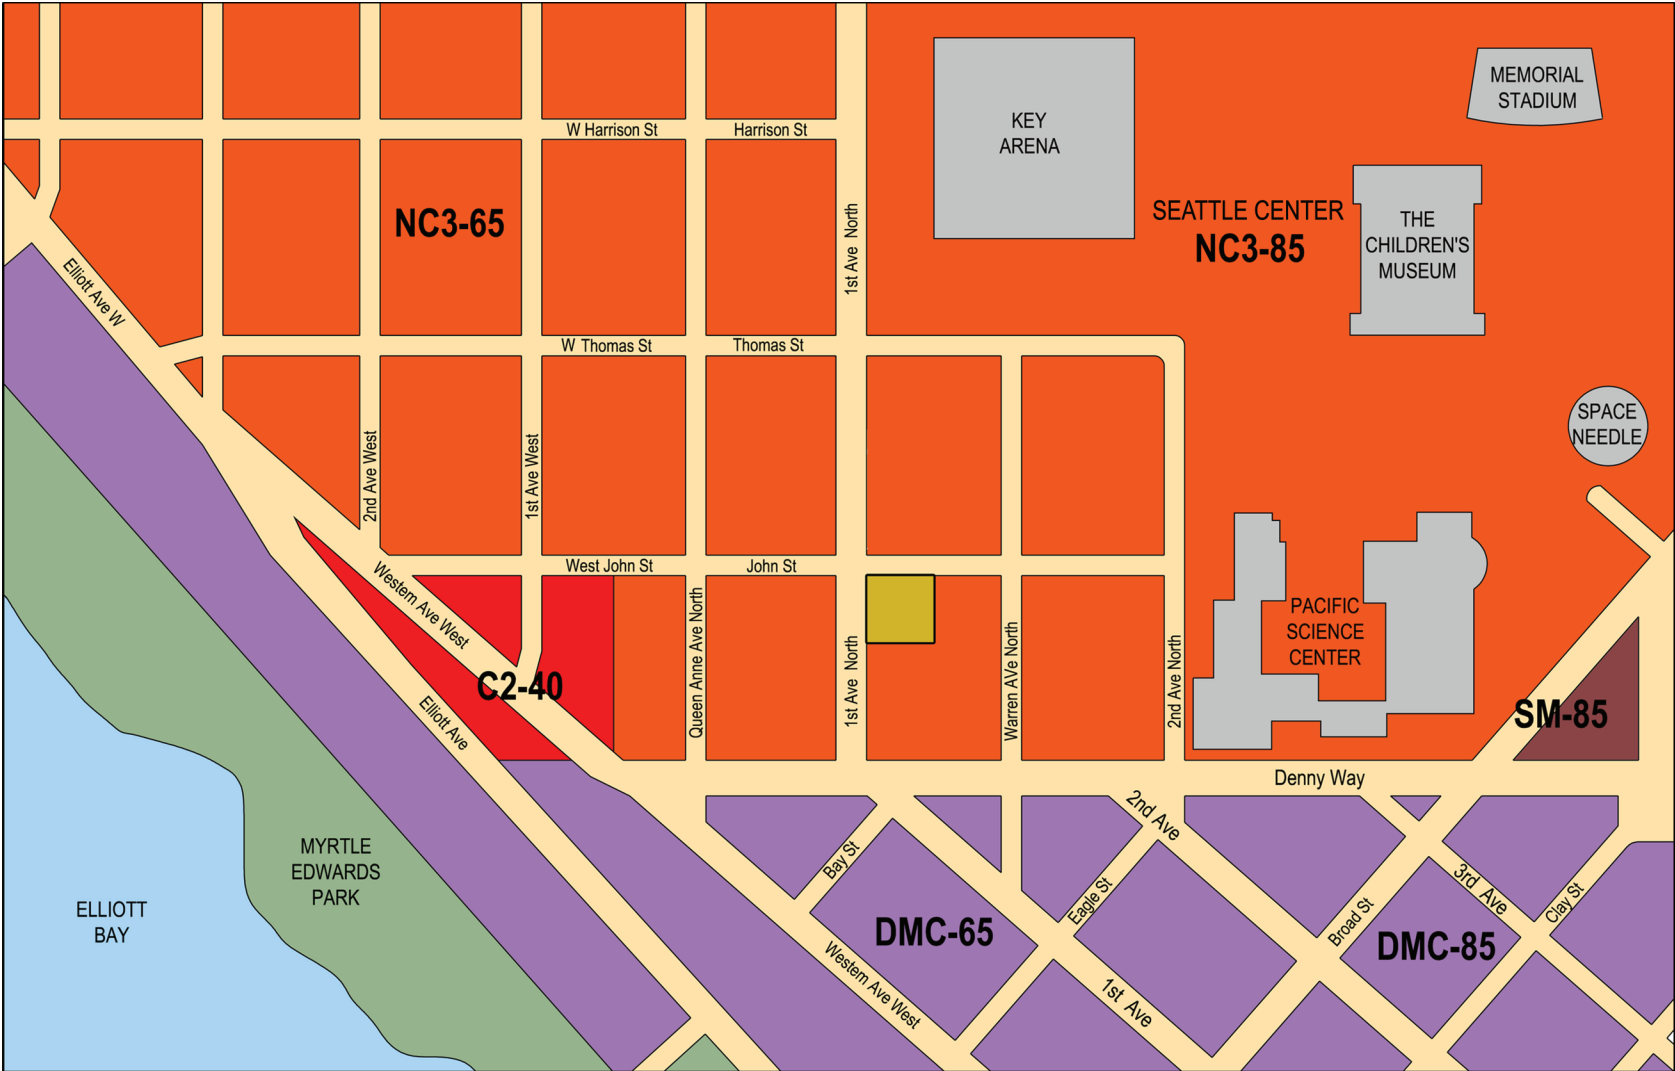 MEMORIAL
STADIUM
KEY
ARENA
W Harrison St
Harrison St
SEATTLE CENTER
NC3-85
NC3-65
THE
CHILDREN'S
MUSEUM
1st Ave  North
Elliott Ave W
W  Thomas St
Thomas St
SPACE
NEEDLE
2nd Ave West
1st Ave West
West John St
John St
Western Ave West
PACIFIC
SCIENCE
CENTER
Queen Anne Ave North
1st Ave  North
Warren AVe North
2nd Ave North
C2-40
Elliott Ave
SM-85
Denny Way
2nd  Ave
MYRTLE
EDWARDS
PARK
Bay St
Eagle St
3rd  Ave
Clay St
Broad St
ELLIOTT
BAY
DMC-65
DMC-85
Western Ave West
1st  Ave